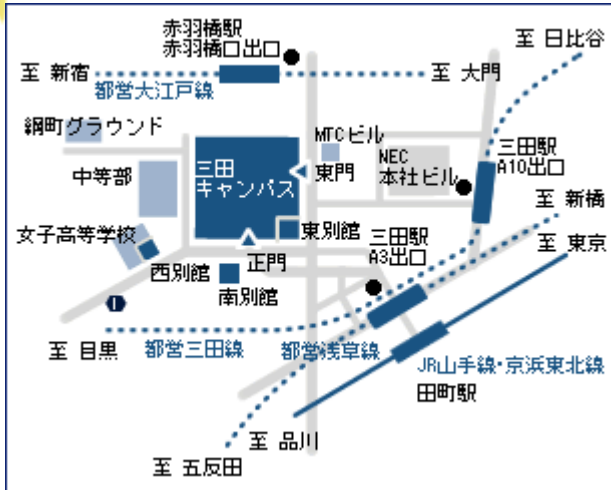 赤羽橋駅
赤羽橋口出口
至 日比谷
至 新宿
至 大門
都営大江戸線
綱町グラウンド
MTCビル
三田駅
A10出口
中等部
三田
キャンパス
東門
NEC
本社ビル
至 新橋
女子高等学校
東別館
三田駅
A3出口
至 東京
西別館
正門
南別館
至 目黒
都営三田線
都営浅草線
JR山手線・京浜東北線
田町駅
至 品川
至 五反田